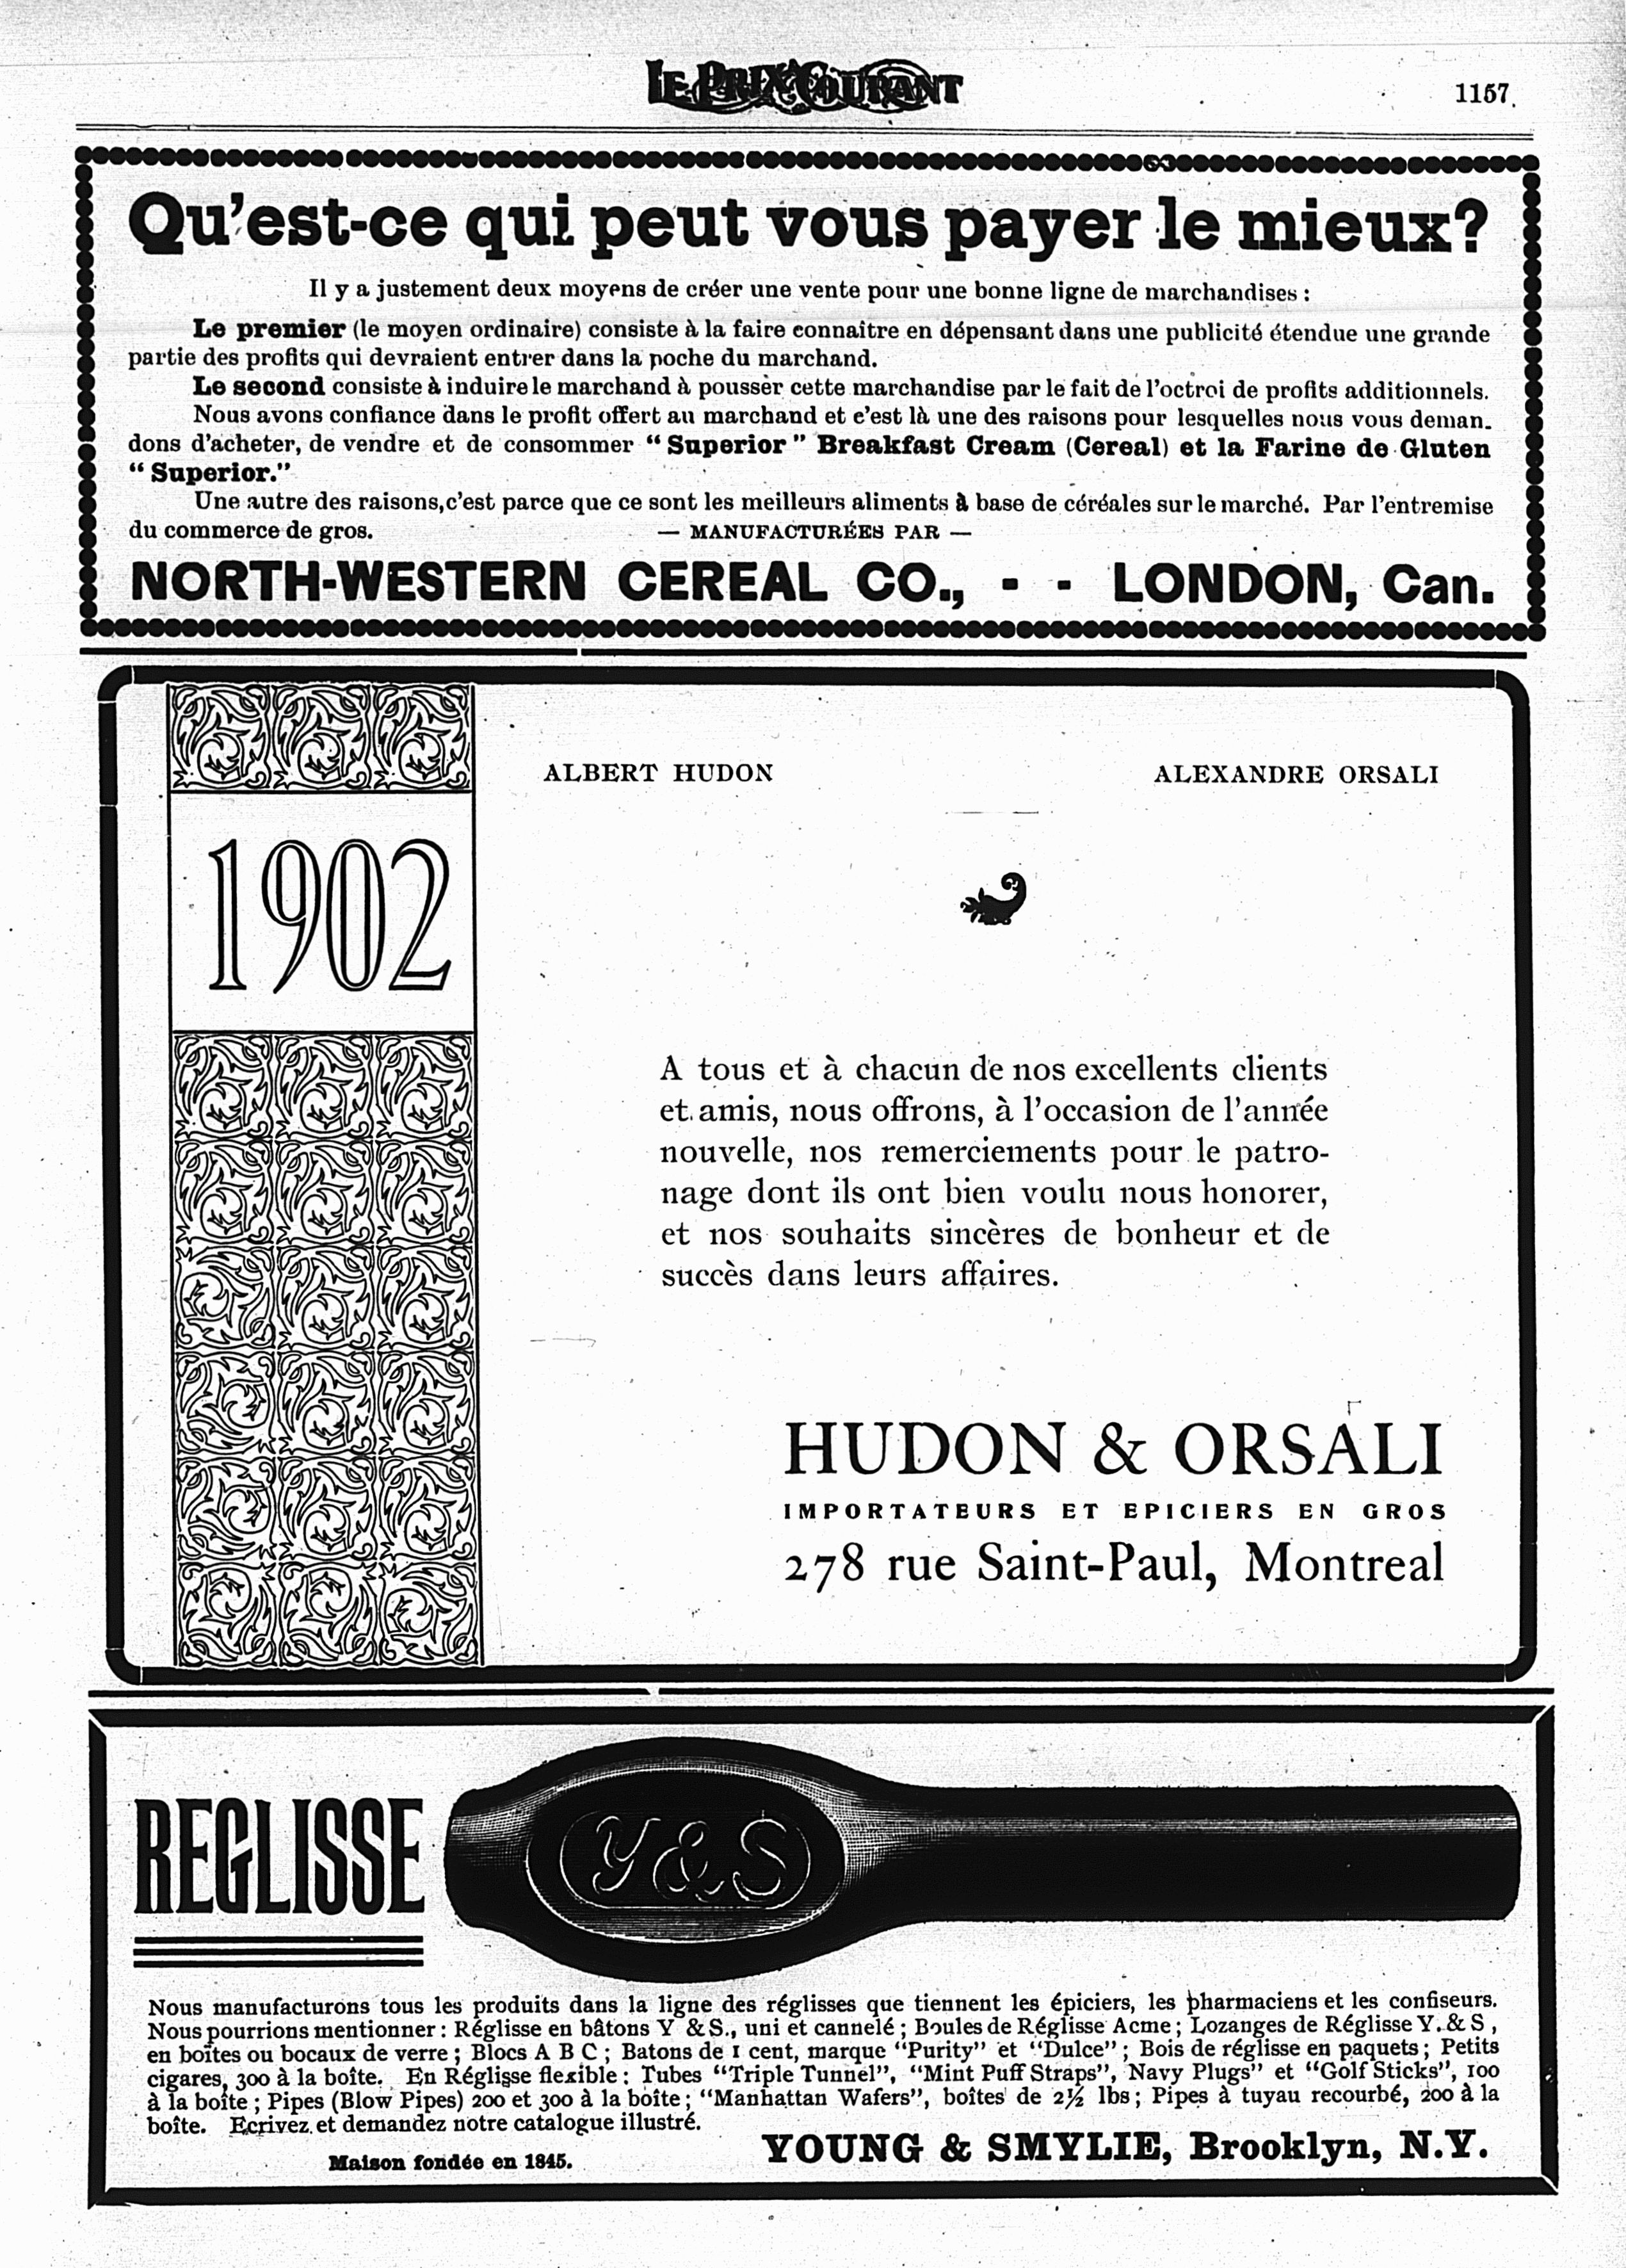 LE PRIX COURANT
1157
Qu'est-ce qui peut vous payer le mieux?
Il y a justement deux moyens de créer une vente pour une bonne ligne de marchandises :
Le premier (le moyen ordinaire) consiste à la faire connaitre en dépensant dans une publicité étendue une grande
partie des profits qui devraient entrer dans la poche du marchand.
Le second consiste à induire le marchand à pousser cette marchandise par le fait de l'octroi de profits additionnels.
Nous avons confiance dans le profit offert au marchand et c'est là une des raisons pour lesquelles nous vous deman-
dons d'acheter, de vendre et de consommer "Superior" Breakfast Cream (Cereal) et la Farine de Gluten
"Superior."
Une autre des raisons, c'est parce que ce sont les meilleurs aliments à base de céréales sur le marché. Par l'entremise
du commerce de gros. — MANUFACTURÉES PAR —
NORTH-WESTERN CEREAL CO., - - LONDON, Can.
ALBERT HUDON ALEXANDRE ORSALI
1902
A tous et à chacun de nos excellents clients
et amis, nous offrons, à l'occasion de l'année
nouvelle, nos remerciements pour le patro-
nage dont ils ont bien voulu nous honorer,
et nos souhaits sincères de bonheur et de
succès dans leurs affaires.
HUDON & ORSALI
IMPORTATEURS ET EPICIERS EN GROS
278 rue Saint-Paul, Montreal
REGLISSE
Y&S
Nous manufacturons tous les produits dans la ligne des réglisses que tiennent les épiciers, les pharmaciens et les confiseurs.
Nous pourrions mentionner : Réglisse en bâtons Y & S., uni et cannelé ; Boules de Réglisse Acme ; Lozanges de Réglisse Y. & S,
en boîtes ou bocaux de verre ; Blocs A B C ; Batons de 1 cent, marque "Purity" et "Dulce" ; Bois de réglisse en paquets ; Petits
cigares, 300 à la boîte. En Réglisse flexible : Tubes "Triple Tunnel", "Mint Puff Straps", Navy Plugs" et "Golf Sticks", 100
à la boîte ; Pipes (Blow Pipes) 200 et 300 à la boîte ; "Manhattan Wafers", boîtes de 2½ lbs ; Pipes à tuyau recourbé, 200 à la
boîte. Ecrivez et demandez notre catalogue illustré.
Maison fondée en 1845.
YOUNG & SMYLIE, Brooklyn, N.Y.